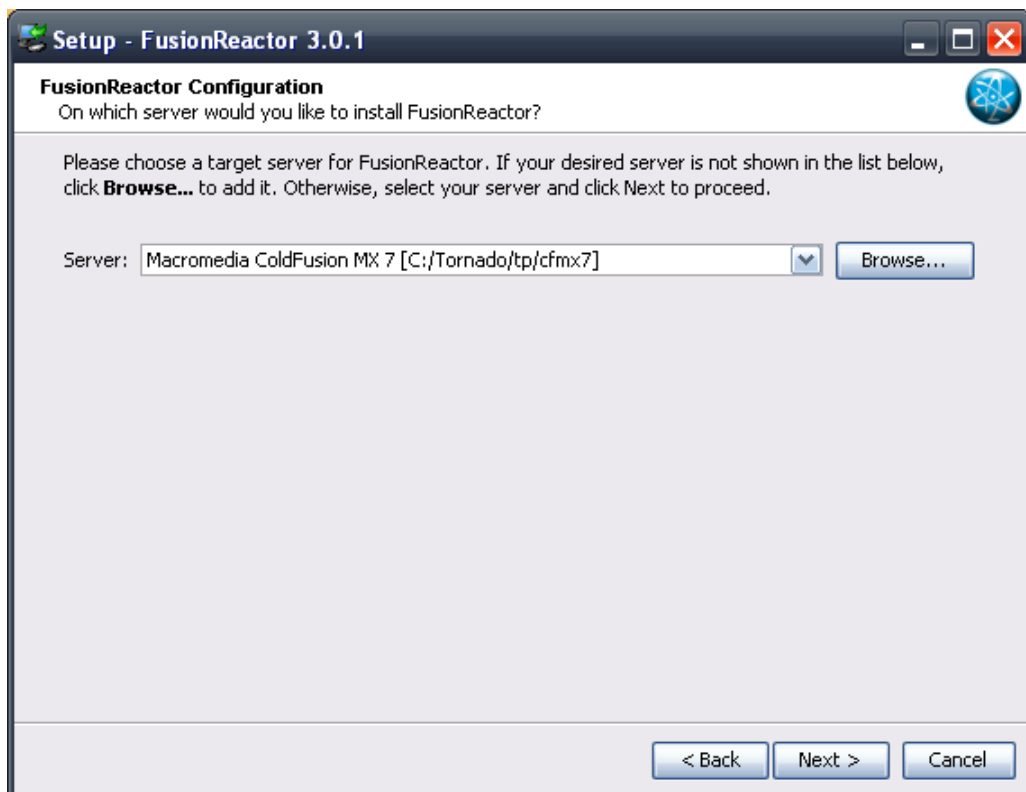 Setup - FusionReactor 3.0.1
FusionReactor Configuration
On which server would you like to install FusionReactor?
Please choose a target server for FusionReactor. If your desired server is not shown in the list below,
click Browse... to add it. Otherwise, select your server and click Next to proceed.
Server: Macromedia ColdFusion MX 7 [C:/Tornado/tp/cfmx7] Browse...
< Back Next > Cancel